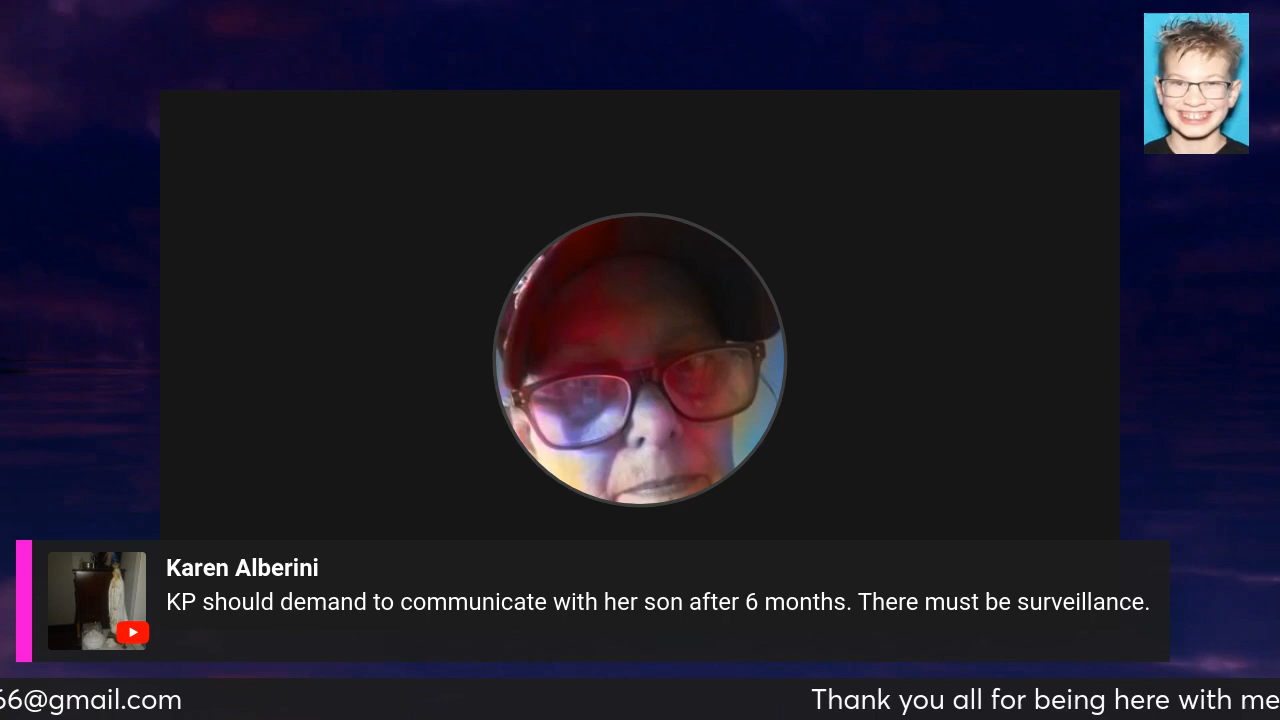 Karen Alberini
KP should demand to communicate with her son after 6 months. There must be surveillance.
66@gmail.com
Thank you all for being here with me